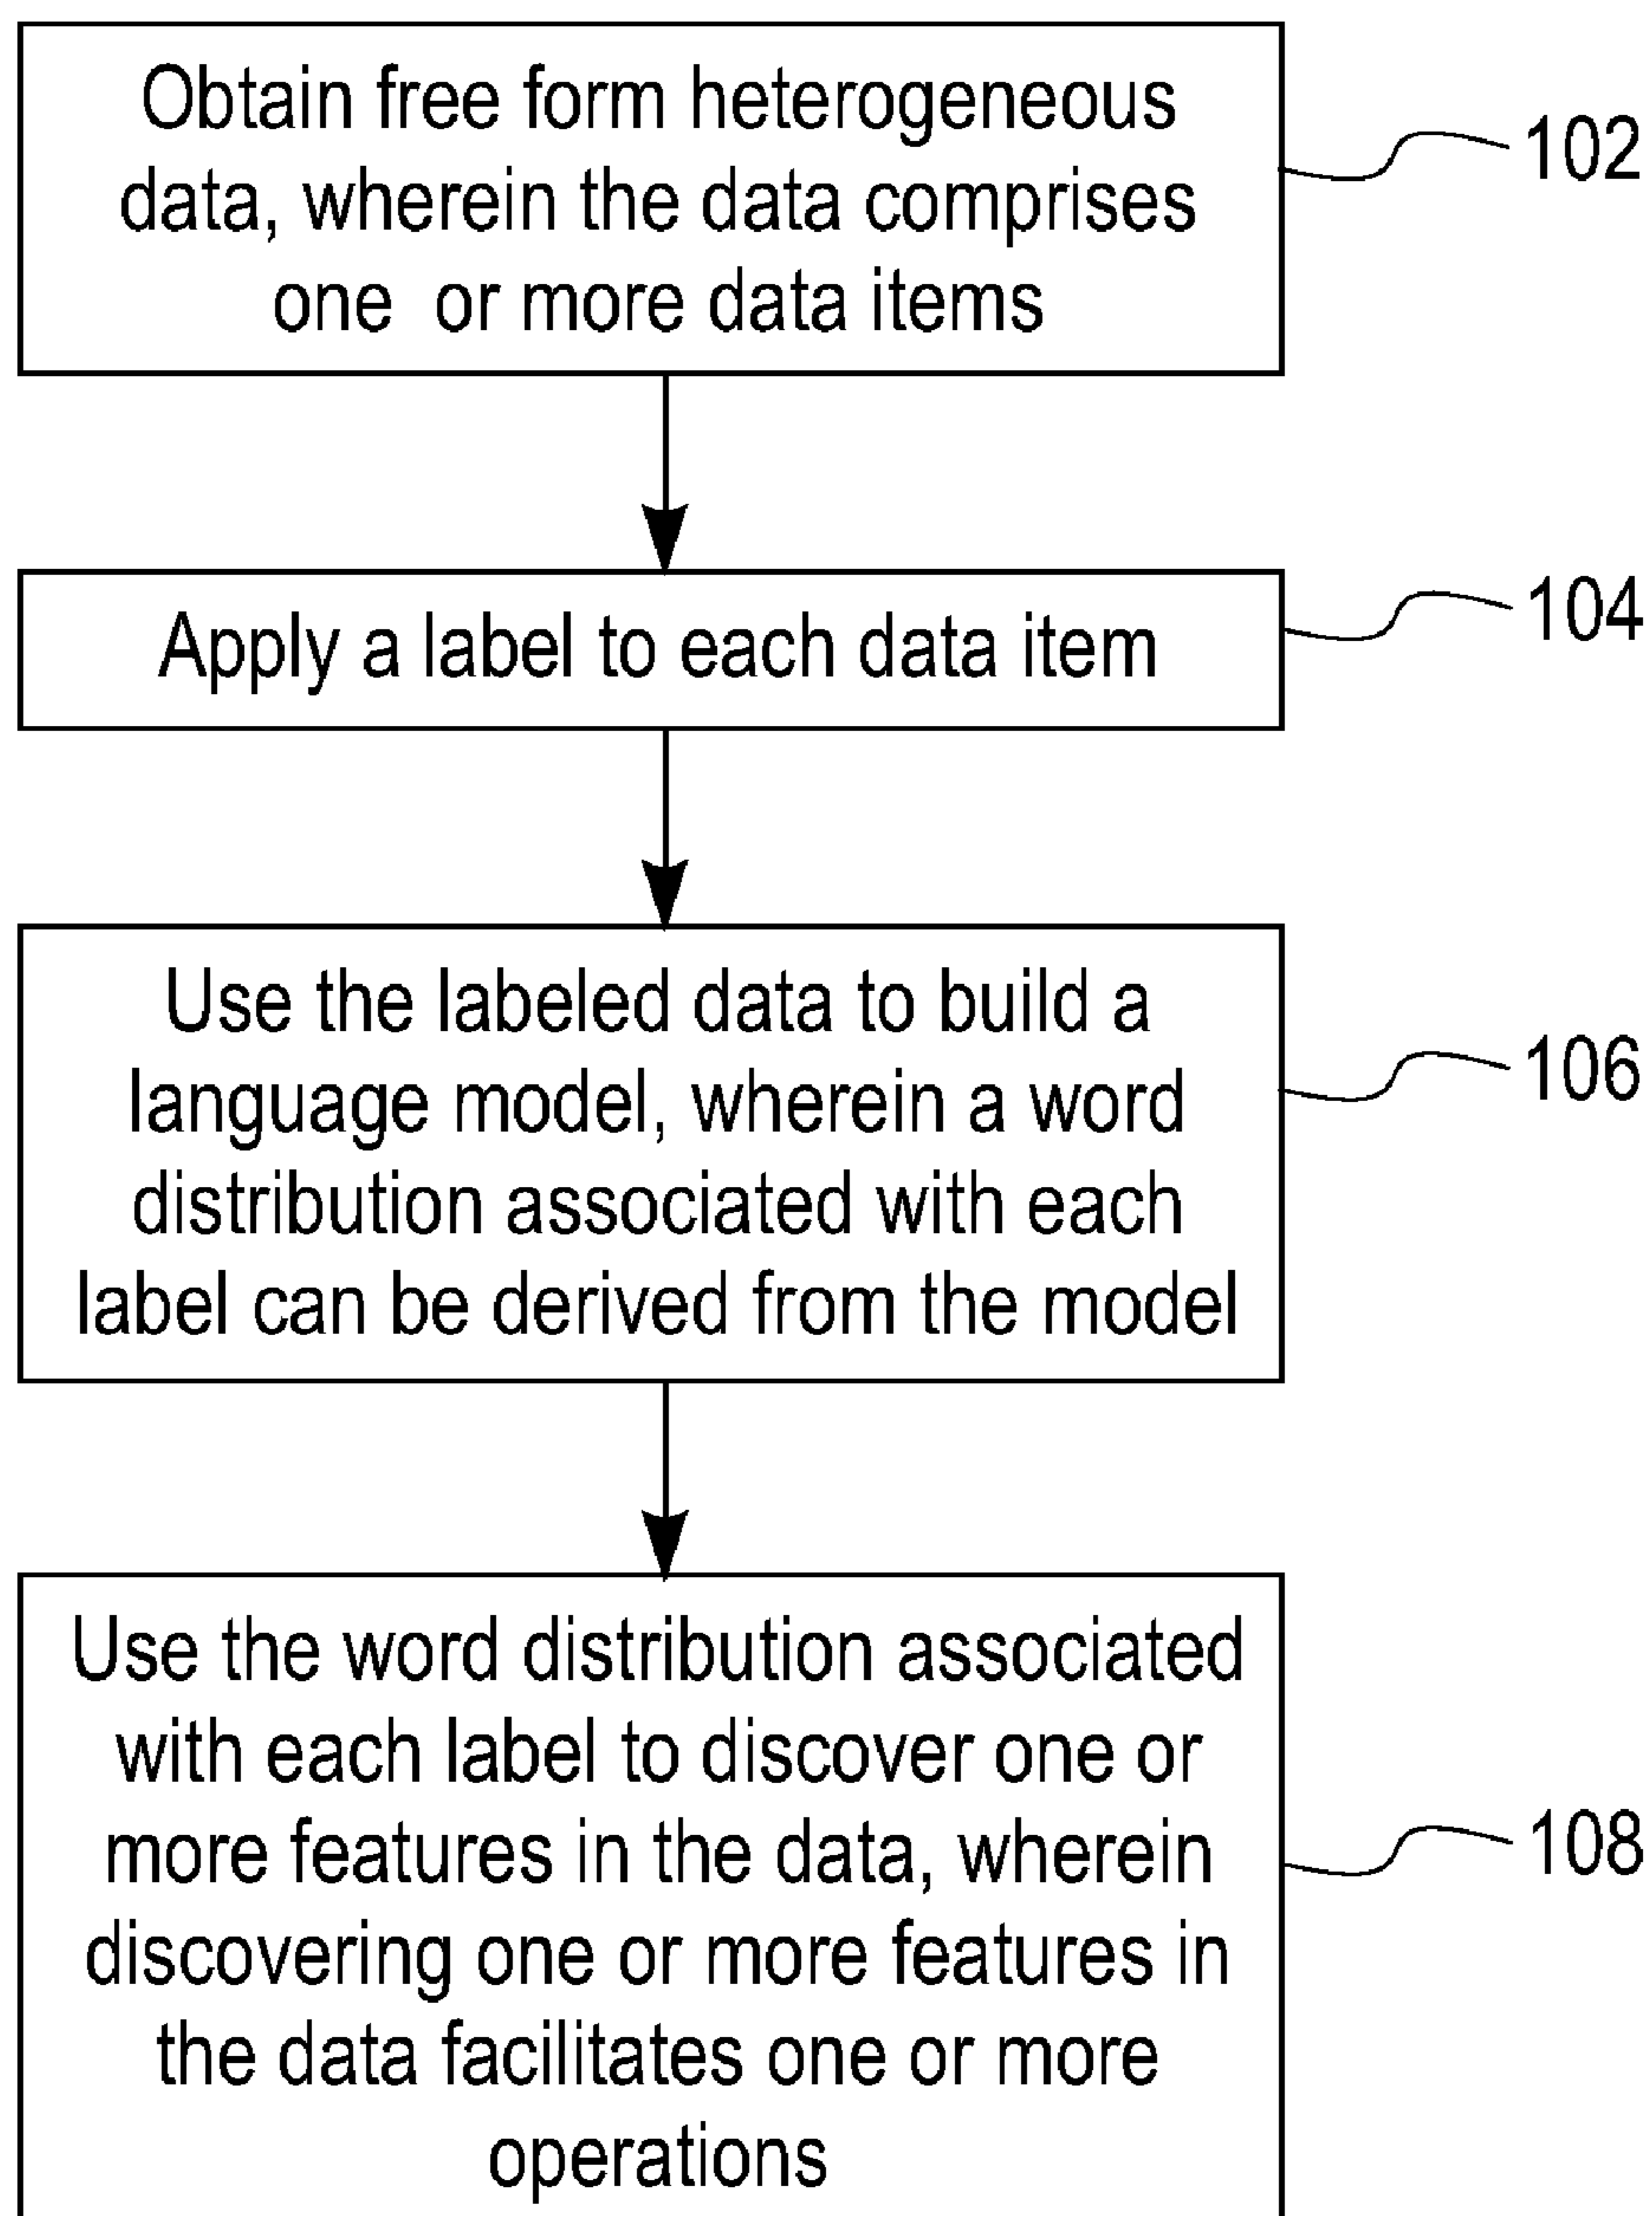 Obtain free form heterogeneous
data, wherein the data comprises
one or more data items
102
Apply a label to each data item
104
Use the labeled data to build a
language model, wherein a word
distribution associated with each
label can be derived from the model
106
Use the word distribution associated
with each label to discover one or
more features in the data, wherein
discovering one or more features in
the data facilitates one or more
operations
108